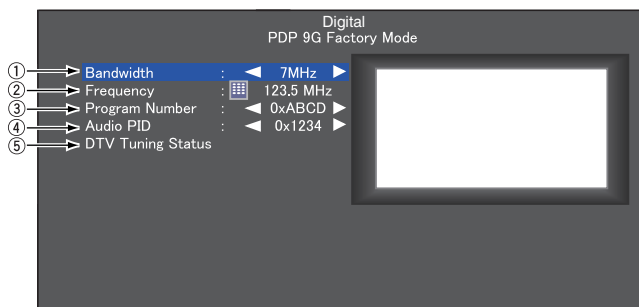 Digital
PDP 9G Factory Mode
① Bandwidth : ◀ 7MHz ▶
② Frequency : 123.5 MHz
③ Program Number : ◀ 0xABCD ▶
④ Audio PID : ◀ 0x1234 ▶
⑤ DTV Tuning Status